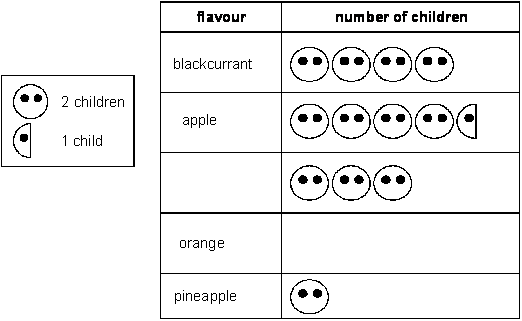 flavour number of children
blackcurrant
2 children
apple
1 child
orange
pineapple